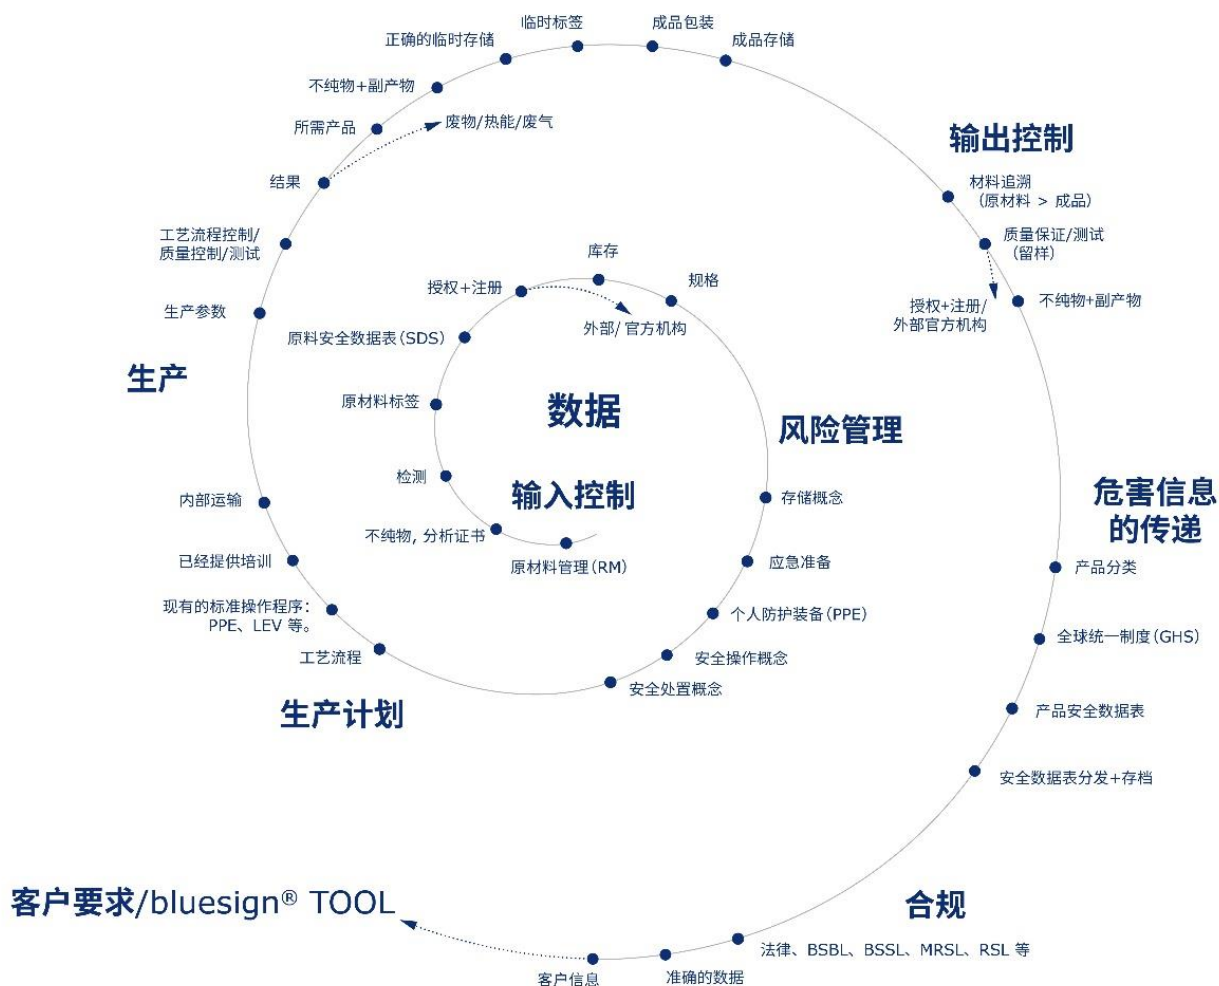 临时标签
成品包装
正确的临时存储
成品存储
不纯物+副产物
所需产品
废物/热能/废气
结果
输出控制
材料追溯
(原材料 > 成品)
工艺流程控制/
质量控制/测试
质量保证/测试
(留样)
授权+注册/
外部官方机构
不纯物+副产物
生产参数
生产
库存
授权+注册
规格
外部/ 官方机构
原料安全数据表(SDS)
原材料标签
数据
检测
输入控制
不纯物, 分析证书
原材料管理(RM)
风险管理
存储概念
应急准备
个人防护装备(PPE)
安全操作概念
安全处置概念
内部运输
已经提供培训
现有的标准操作程序:
PPE、LEV 等。
工艺流程
生产计划
危害信息
的传递
产品分类
全球统一制度(GHS)
产品安全数据表
安全数据表分发+存档
合规
法律、BSBL、BSSL、MRSL、RSL 等
准确的数据
客户信息
客户要求/bluesign® TOOL